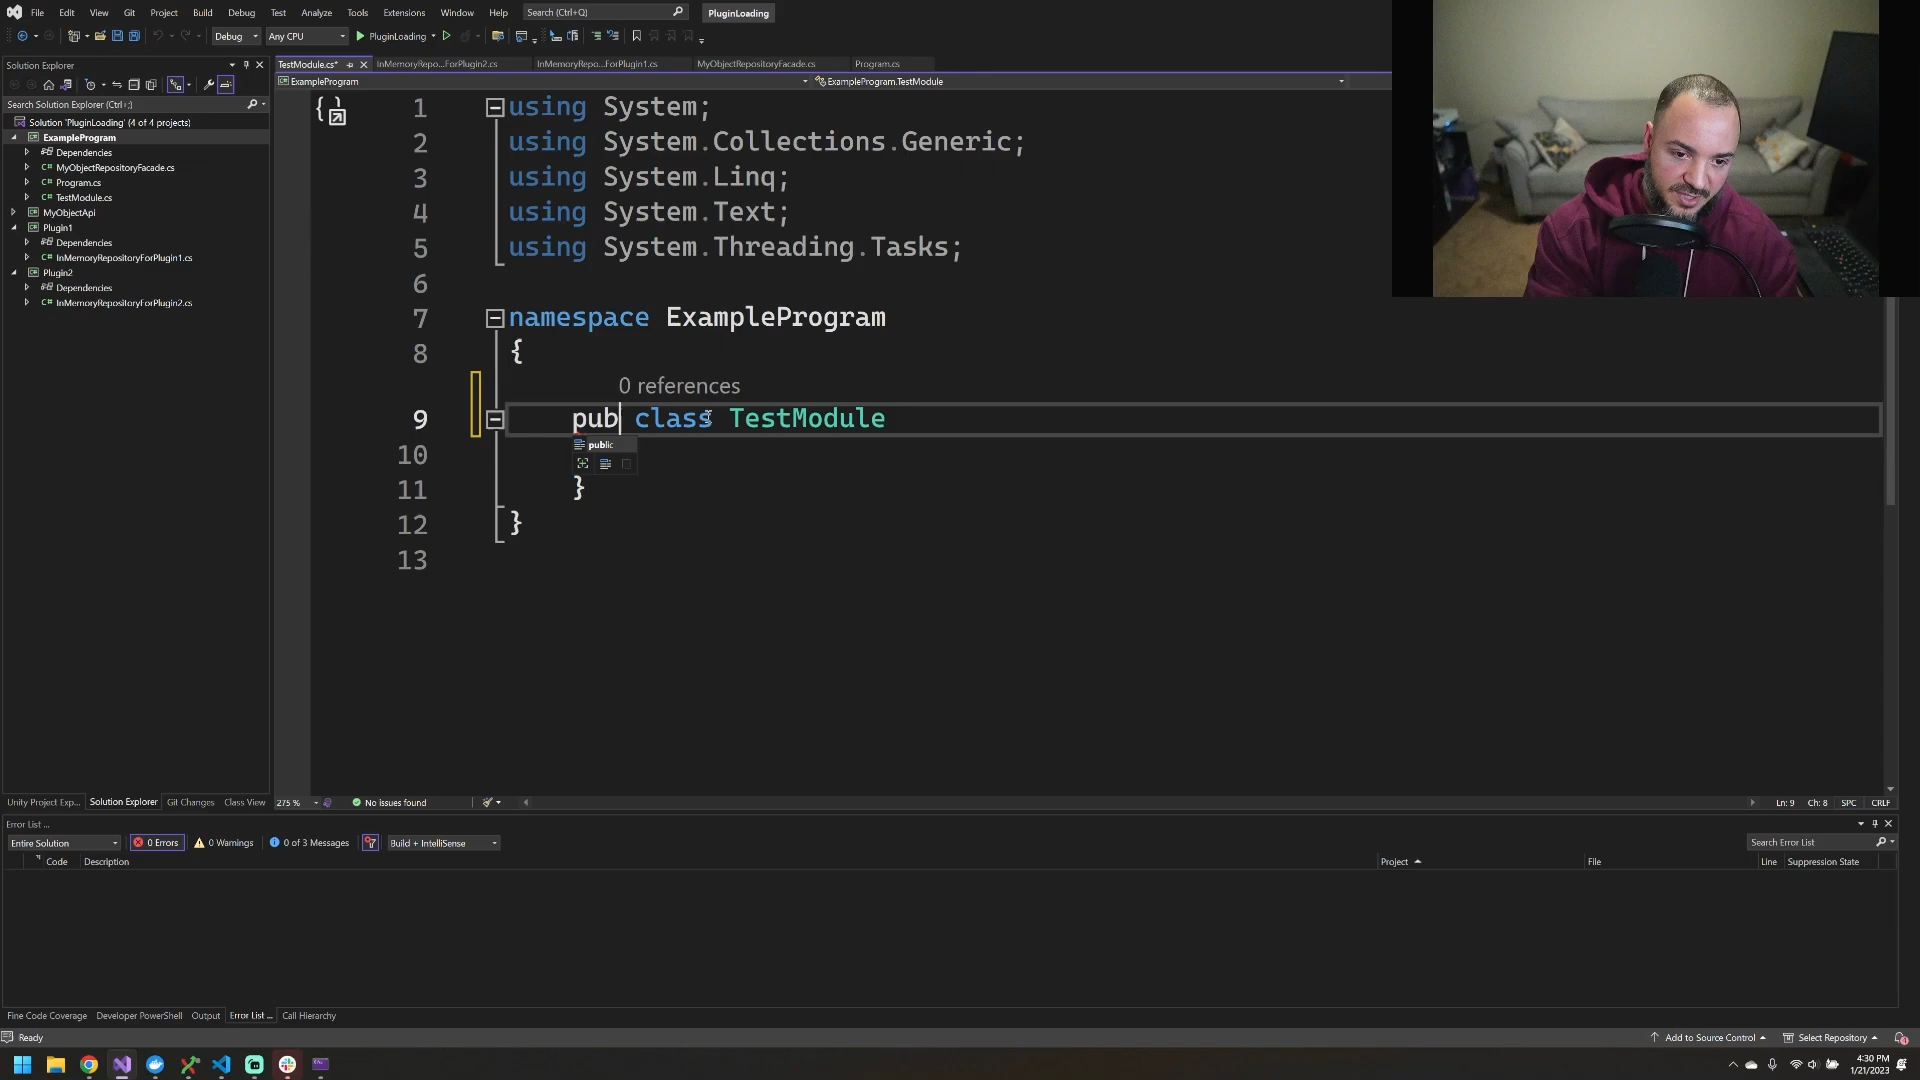 File Edit View Git Project Build Debug Test Analyze Tools Extensions Window Help Search (Ctrl+Q) PluginLoading
Debug Any CPU PluginLoading
Solution Explorer
Search Solution Explorer (Ctrl+;)
Solution 'PluginLoading' (4 of 4 projects)
ExampleProgram
Dependencies
C# MyObjectRepositoryFacade.cs
C# Program.cs
C# TestModule.cs
MyObjectApi
Plugin1
Dependencies
C# InMemoryRepositoryForPlugin1.cs
Plugin2
Dependencies
C# InMemoryRepositoryForPlugin2.cs
Unity Project Exp... Solution Explorer Git Changes Class View
TestModule.cs* InMemoryRepo...ForPlugin2.cs InMemoryRepo...ForPlugin1.cs MyObjectRepositoryFacade.cs Program.cs
ExampleProgram ExampleProgram.TestModule
1 using System;
2 using System.Collections.Generic;
3 using System.Linq;
4 using System.Text;
5 using System.Threading.Tasks;
6
7 namespace ExampleProgram
8 {
0 references
9 pub class TestModule
public
10
11 }
12 }
13
275 % No issues found Ln: 9 Ch: 8 SPC CRLF
Error List ...
Entire Solution 0 Errors 0 Warnings 0 of 3 Messages Build + IntelliSense Search Error List
Code Description Project File Line Suppression State
Fine Code Coverage Developer PowerShell Output Error List ... Call Hierarchy
Ready Add to Source Control Select Repository
4:30 PM
1/21/2023